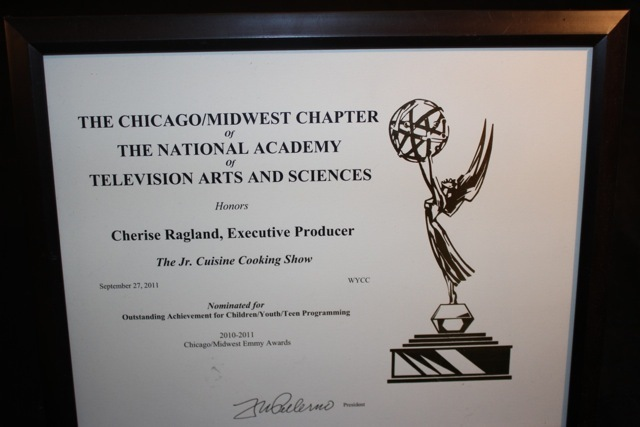 THE CHICAGO/MIDWEST CHAPTER
Of
THE NATIONAL ACADEMY
Of
TELEVISION ARTS AND SCIENCES
Honors
Cherise Ragland, Executive Producer
The Jr. Cuisine Cooking Show
September 27, 2011 WYCC
Nominated for
Outstanding Achievement for Children/Youth/Teen Programming
2010-2011
Chicago/Midwest Emmy Awards
President